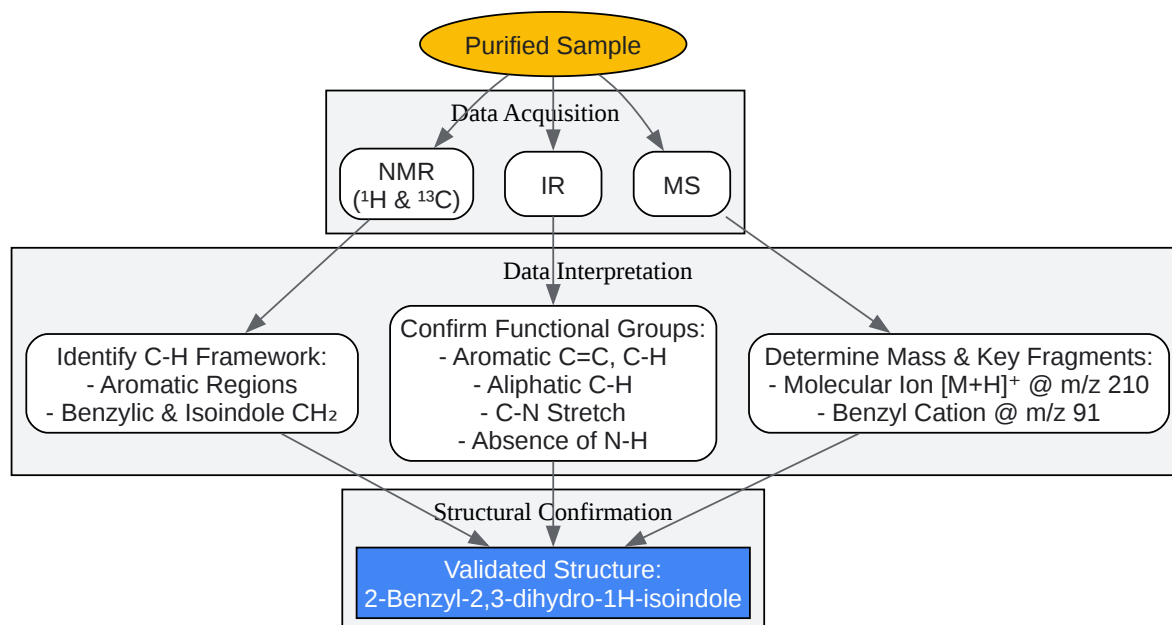 Purified Sample
Data Acquisition
NMR
(¹H & ¹³C)
IR
MS
Data Interpretation
Identify C-H Framework:
- Aromatic Regions
- Benzylic & Isoindole CH₂
Confirm Functional Groups:
- Aromatic C=C, C-H
- Aliphatic C-H
- C-N Stretch
- Absence of N-H
Determine Mass & Key Fragments:
- Molecular Ion [M+H]⁺ @ m/z 210
- Benzyl Cation @ m/z 91
Structural Confirmation
Validated Structure:
2-Benzyl-2,3-dihydro-1H-isoindole